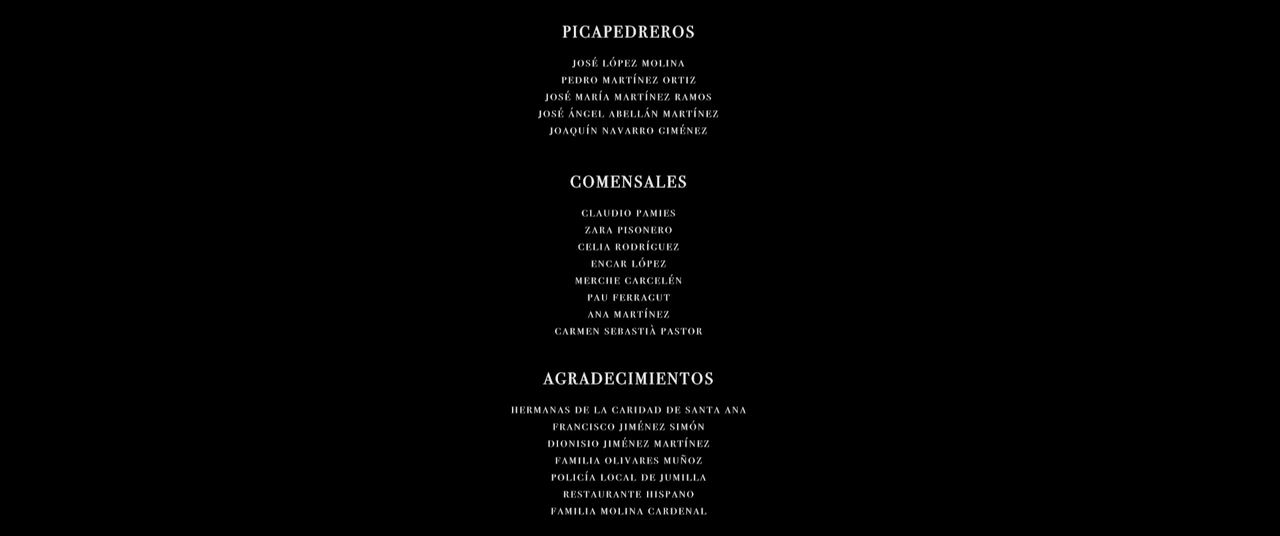 PICAPEDREROS
JOSÉ LÓPEZ MOLINA
PEDRO MARTÍNEZ ORTIZ
JOSÉ MARÍA MARTÍNEZ RAMOS
JOSÉ ÁNGEL ABELLÁN MARTÍNEZ
JOAQUÍN NAVARRO GIMÉNEZ
COMENSALES
CLAUDIO PAMIES
ZARA PISONERO
CELIA RODRÍGUEZ
ENCAR LÓPEZ
MERCHE CARCELÉN
PAU FERRAGUT
ANA MARTÍNEZ
CARMEN SEBASTIÀ PASTOR
AGRADECIMIENTOS
HERMANAS DE LA CARIDAD DE SANTA ANA
FRANCISCO JIMÉNEZ SIMÓN
DIONISIO JIMÉNEZ MARTÍNEZ
FAMILIA OLIVARES MUÑOZ
POLICÍA LOCAL DE JUMILLA
RESTAURANTE HISPANO
FAMILIA MOLINA CARDENAL